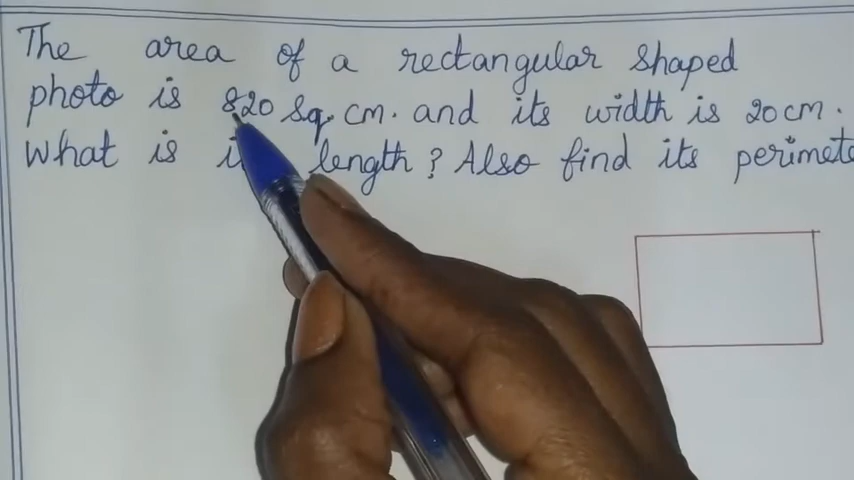 The area of a rectangular shaped
photo is 820 Sq. cm. and its width is 20 cm.
What is length? Also find its